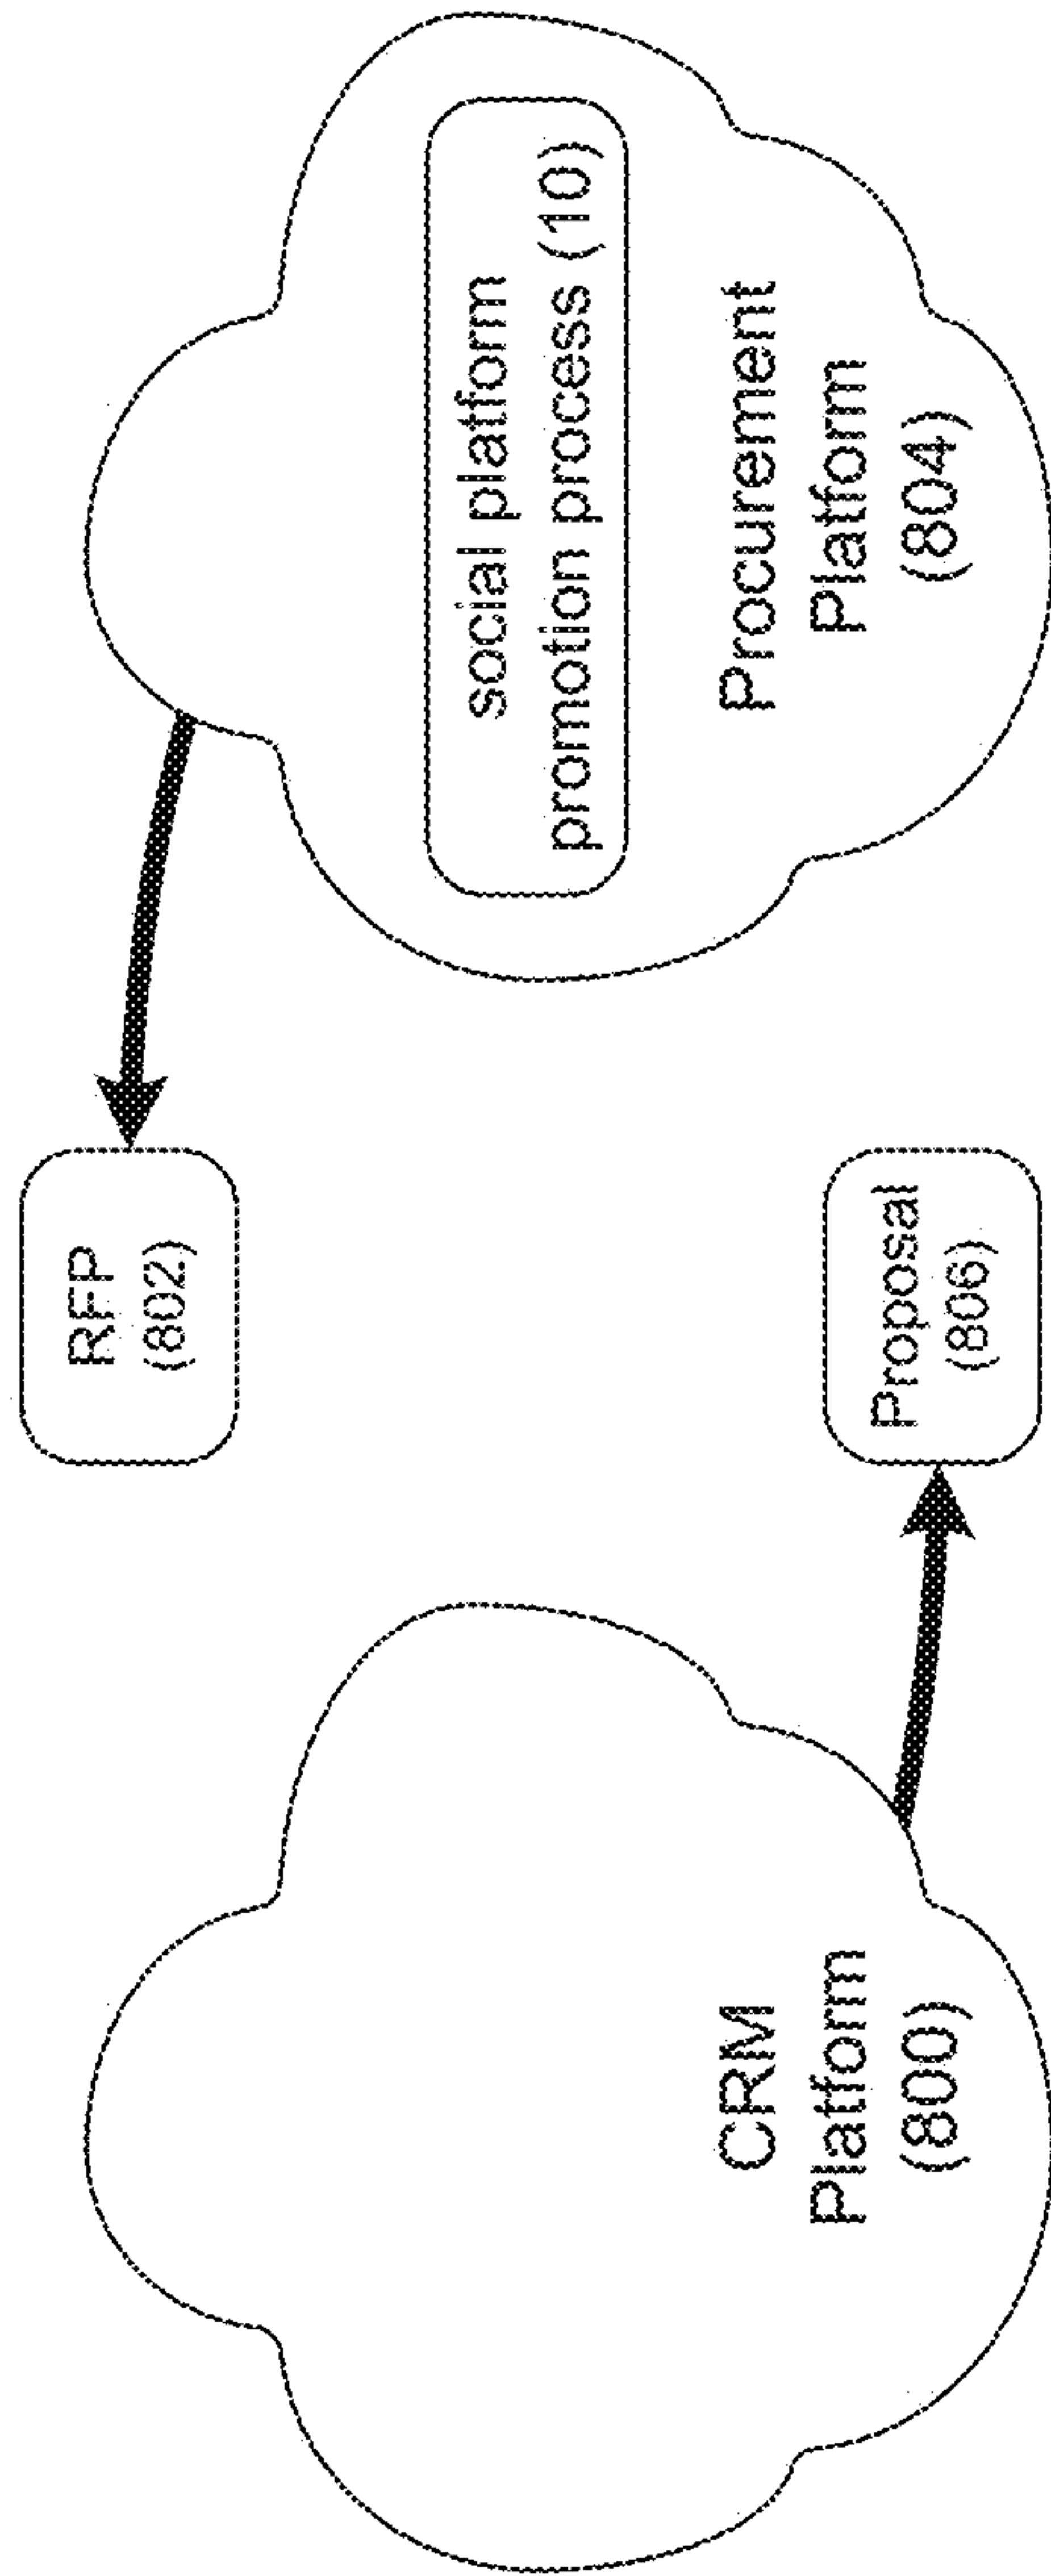 RFP
(802)
social platform
promotion process (10)
Procurement
Platform
(804)
CRM
Platform
(800)
Proposal
(806)